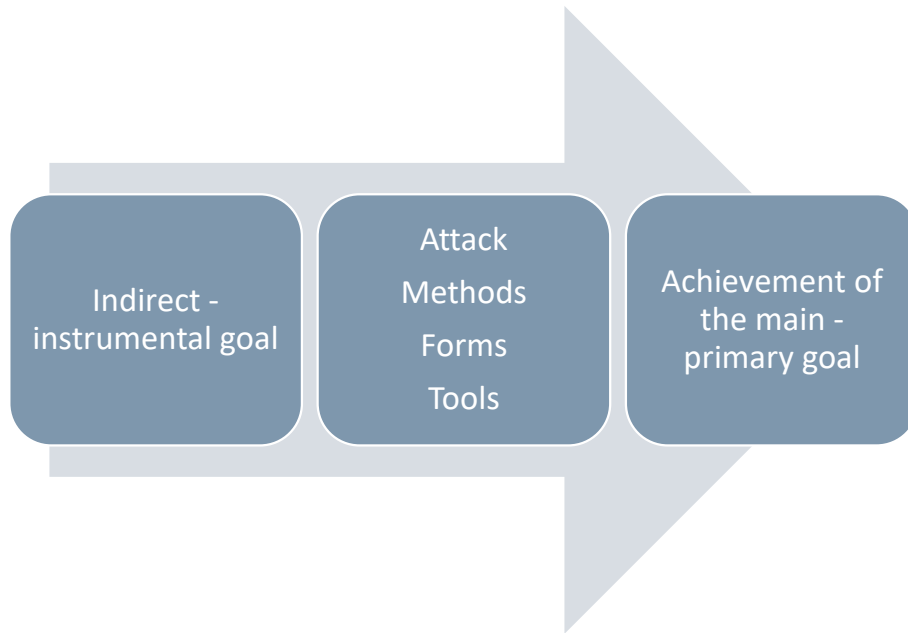 Indirect -
instrumental goal
Attack
Methods
Forms
Tools
Achievement of
the main -
primary goal